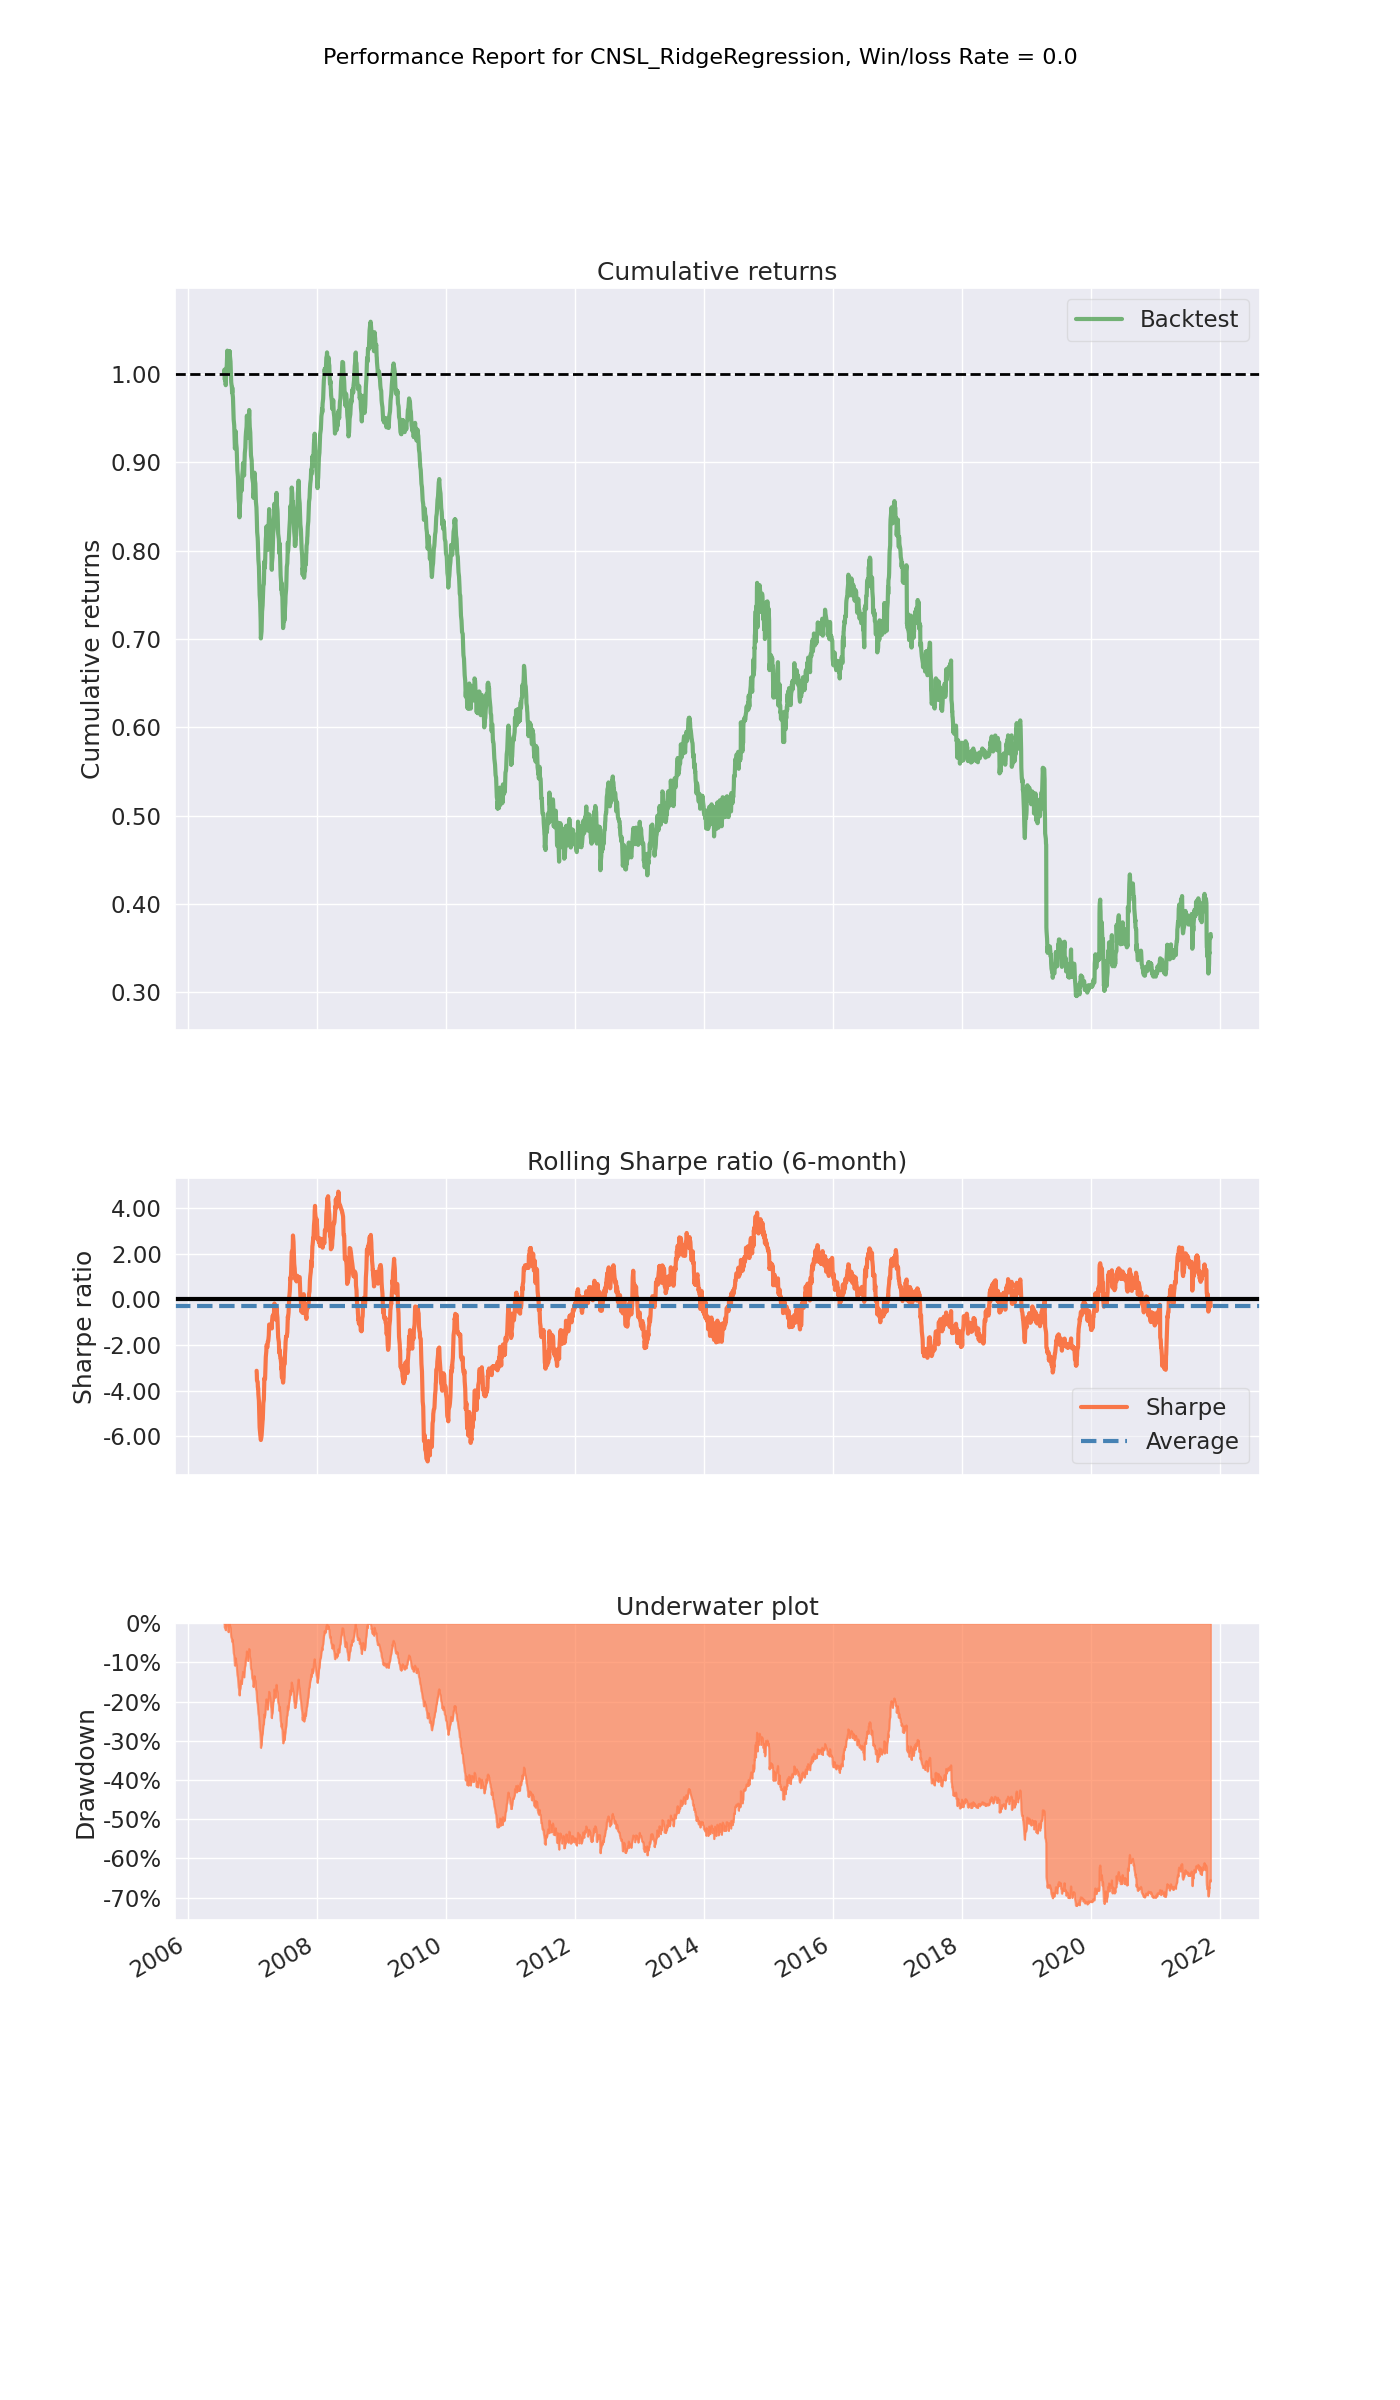 Performance Report for CNSL_RidgeRegression, Win/loss Rate = 0.0
Cumulative returns
Backtest
Cumulative returns
1.00
0.90
0.80
0.70
0.60
0.50
0.40
0.30
Rolling Sharpe ratio (6-month)
Sharpe ratio
4.00
2.00
0.00
-2.00
-4.00
-6.00
Sharpe
Average
Underwater plot
Drawdown
0%
-10%
-20%
-30%
-40%
-50%
-60%
-70%
2006 2008 2010 2012 2014 2016 2018 2020 2022